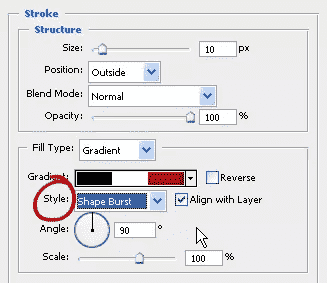 Stroke
Structure
Size: 10 px
Position: Outside
Blend Mode: Normal
Opacity: 100 %
Fill Type: Gradient
Gradient: Reverse
Style: Shape Burst Align with Layer
Angle: 90 °
Scale: 100 %